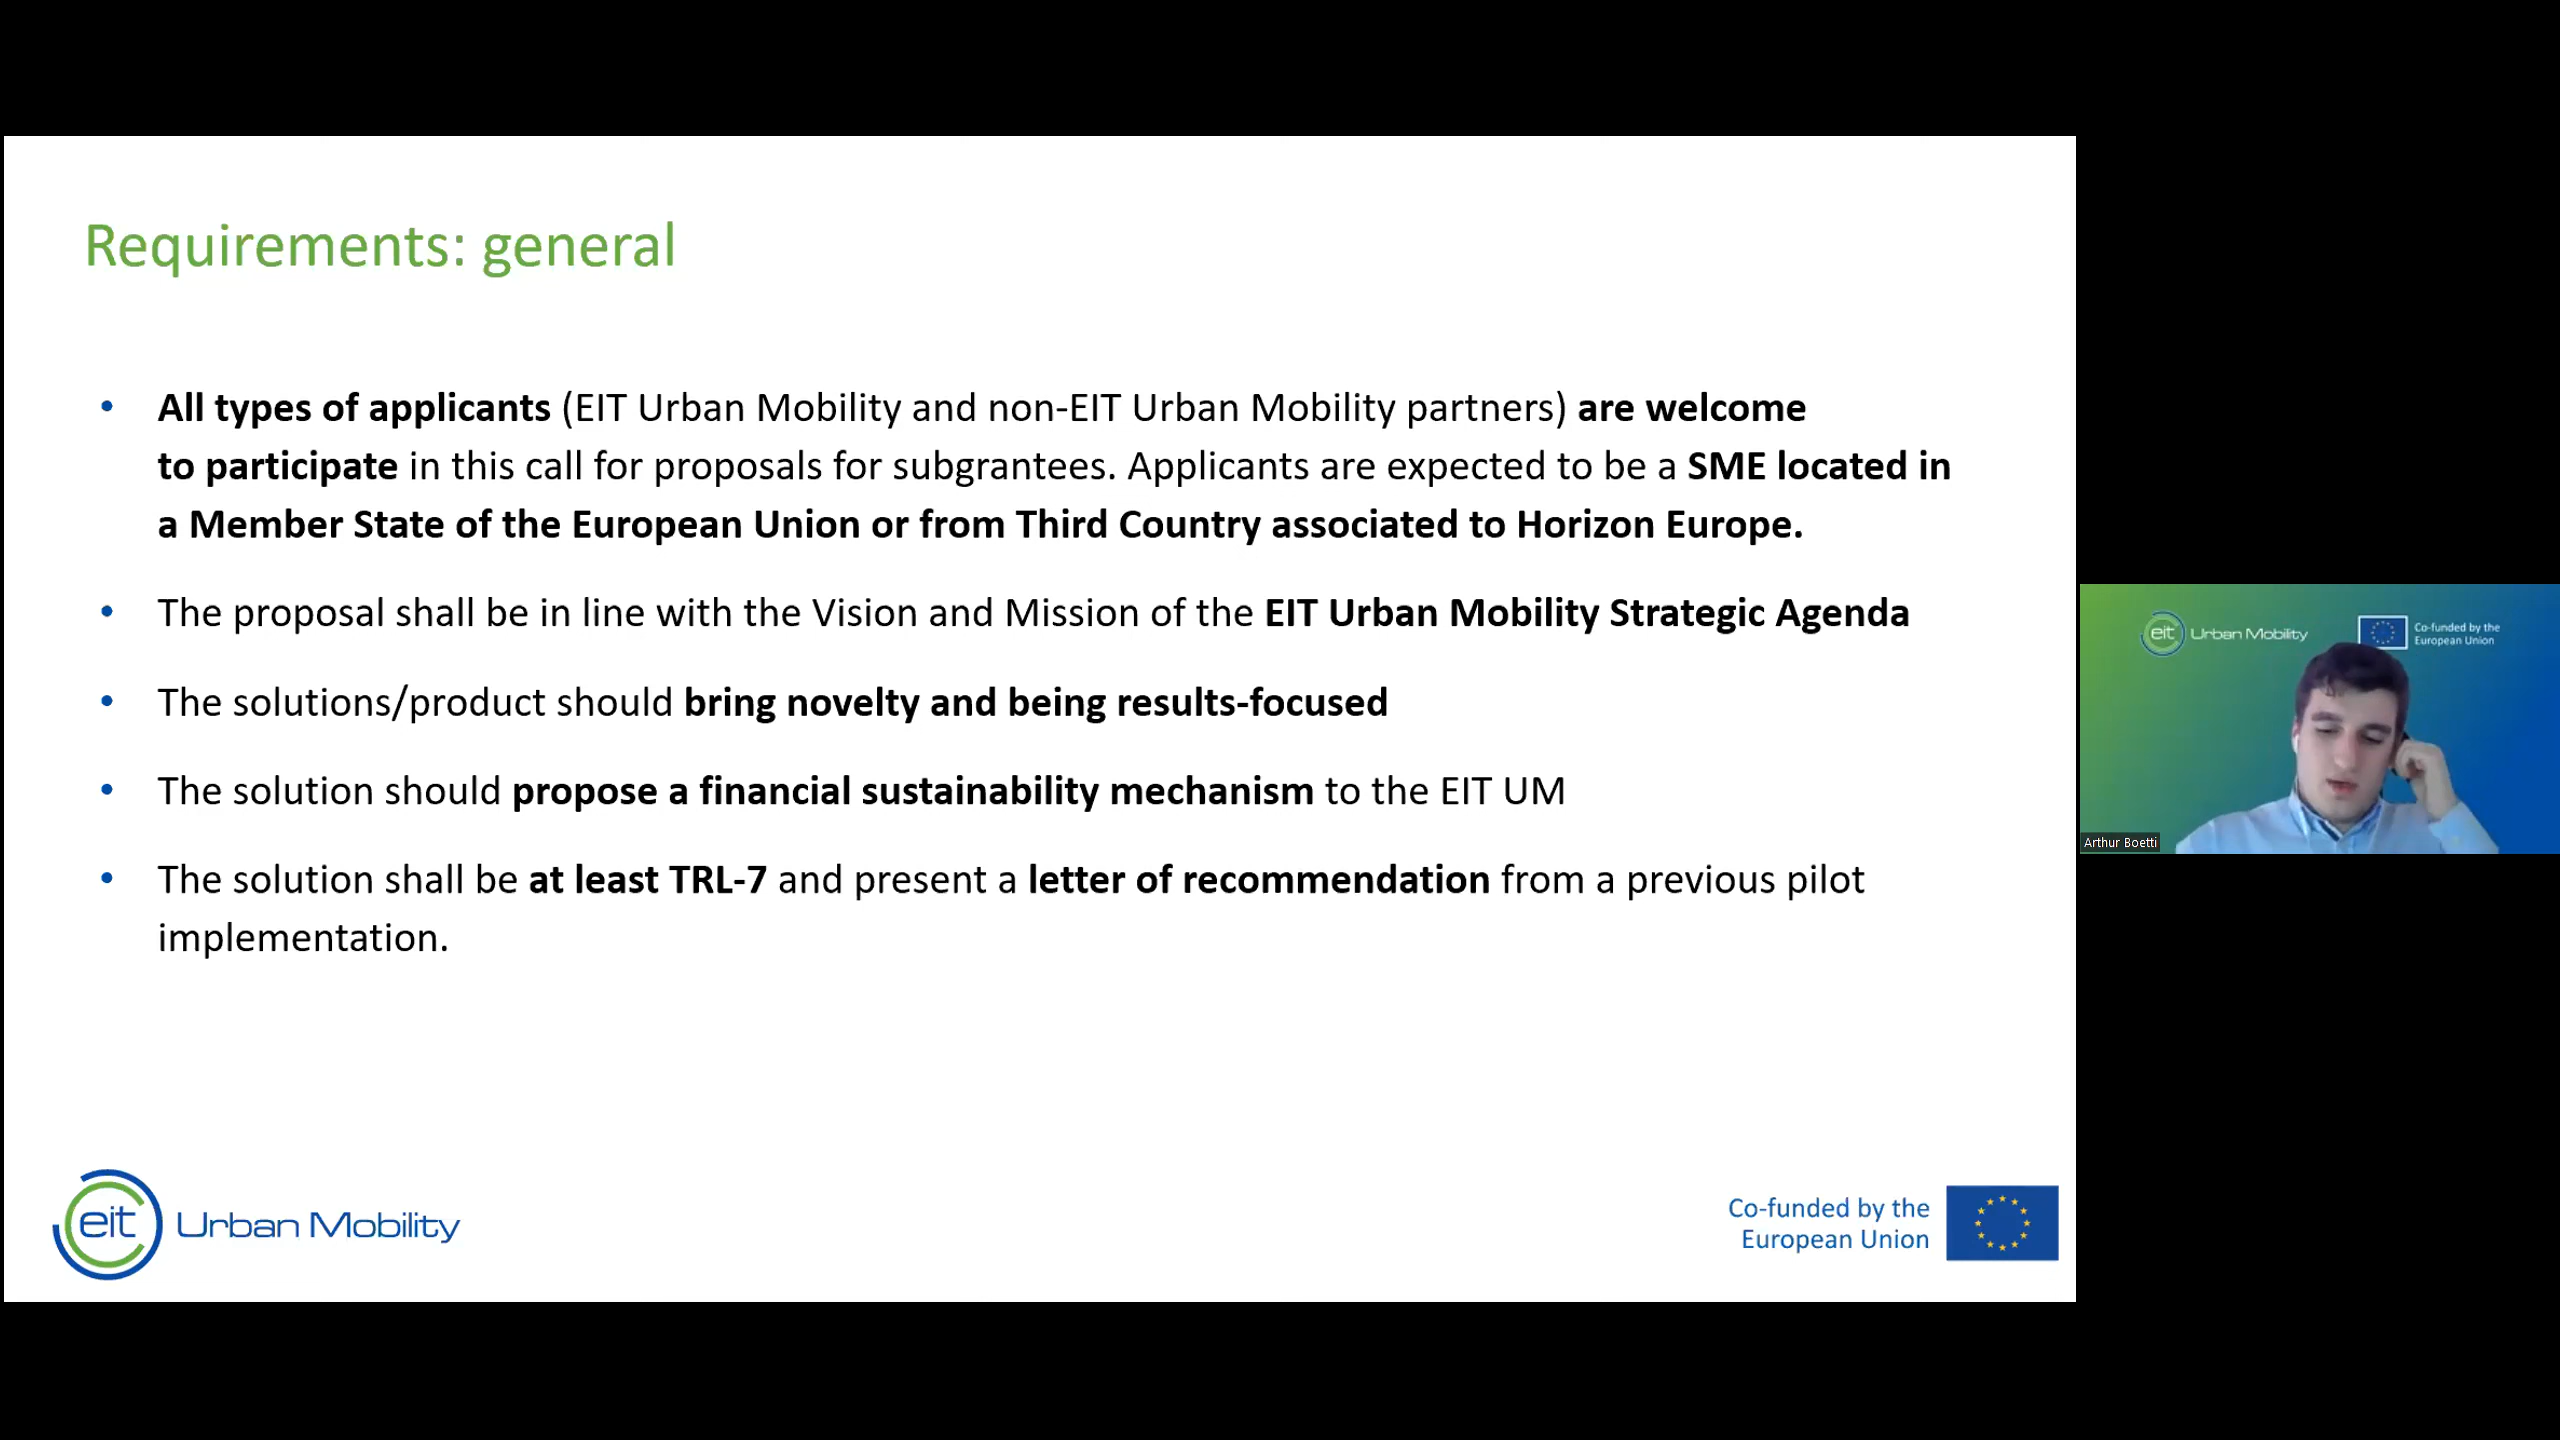 Requirements: general
• All types of applicants (EIT Urban Mobility and non-EIT Urban Mobility partners) are welcome
to participate in this call for proposals for subgrantees. Applicants are expected to be a SME located in
a Member State of the European Union or from Third Country associated to Horizon Europe.
• The proposal shall be in line with the Vision and Mission of the EIT Urban Mobility Strategic Agenda
• The solutions/product should bring novelty and being results-focused
• The solution should propose a financial sustainability mechanism to the EIT UM
• The solution shall be at least TRL-7 and present a letter of recommendation from a previous pilot
implementation.
eit Urban Mobility
Co-funded by the
European Union
eit Urban Mobility
Co-funded by the
European Union
Arthur Boetti